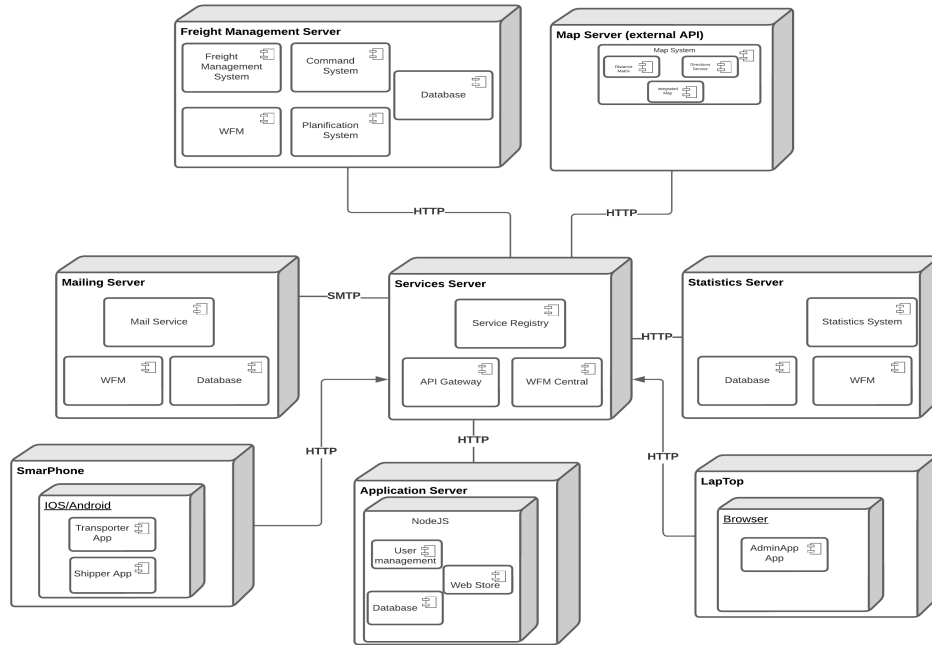 Freight Management Server
Freight
Management
System
Command
System
Database
WFM
Planification
System
Map Server (external API)
Map System
Distance
Matrix
Directions
Service
Integrated
Map
HTTP
HTTP
Mailing Server
Mail Service
WFM
Database
SMTP
Services Server
Service Registry
API Gateway
WFM Central
HTTP
Statistics Server
Statistics System
Database
WFM
HTTP
HTTP
HTTP
SmarPhone
IOS/Android
Transporter
App
Shipper App
Application Server
NodeJS
User
management
Web Store
Database
LapTop
Browser
AdminApp
App